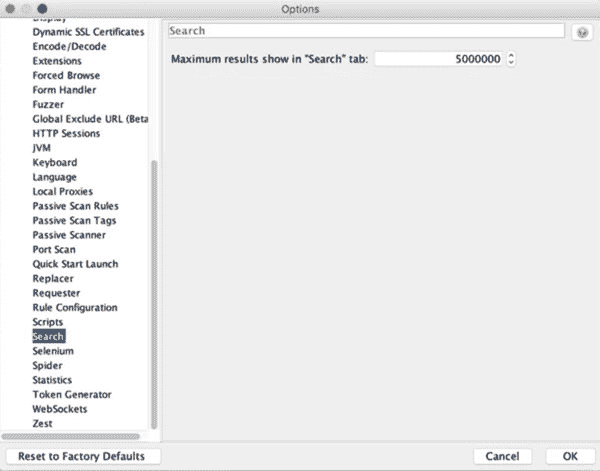 Options
Display
Dynamic SSL Certificates
Encode/Decode
Extensions
Forced Browse
Form Handler
Fuzzer
Global Exclude URL (Beta
HTTP Sessions
JVM
Keyboard
Language
Local Proxies
Passive Scan Rules
Passive Scan Tags
Passive Scanner
Port Scan
Quick Start Launch
Replacer
Requester
Rule Configuration
Scripts
Search
Selenium
Spider
Statistics
Token Generator
WebSockets
Zest
Search
Maximum results show in "Search" tab: 5000000
Reset to Factory Defaults
Cancel
OK